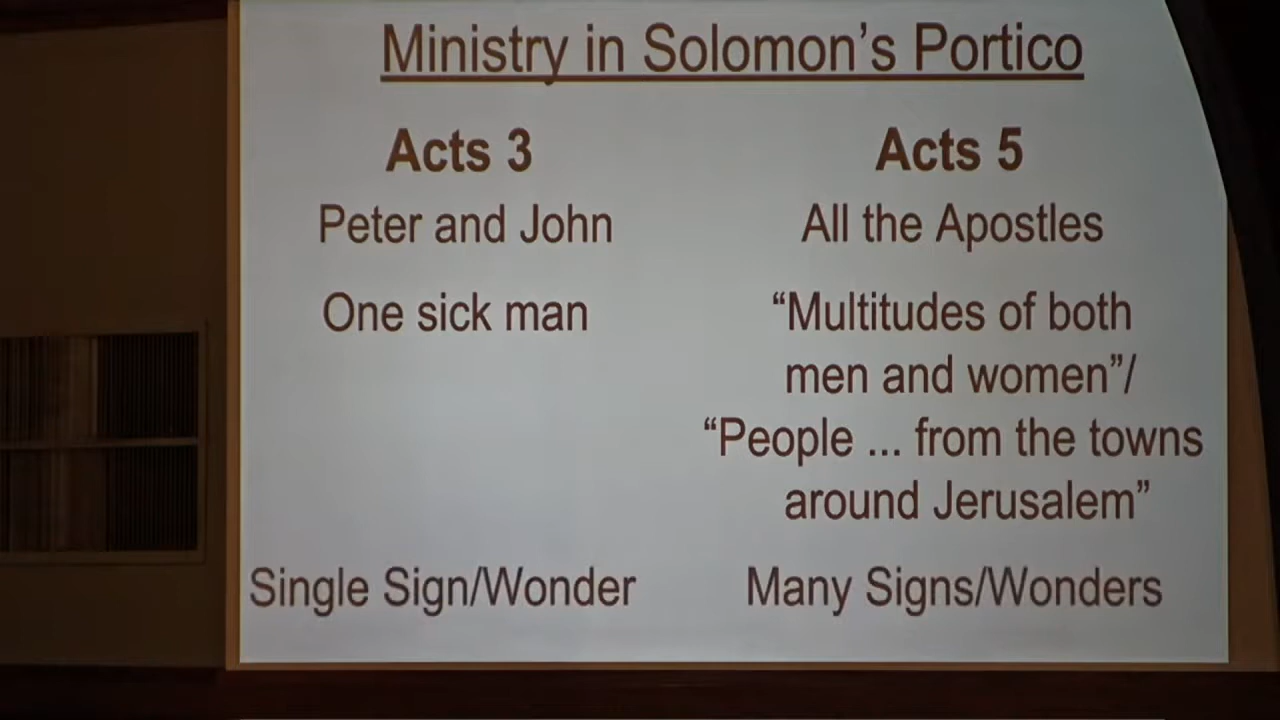 Ministry in Solomon’s Portico
Acts 3
Acts 5
Peter and John
All the Apostles
One sick man
“Multitudes of both
men and women”/
“People ... from the towns
around Jerusalem”
Single Sign/Wonder
Many Signs/Wonders